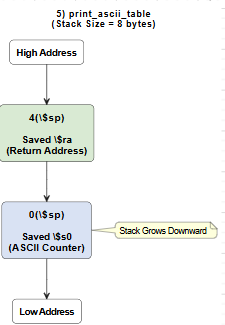 5) print_ascii_table
(Stack Size = 8 bytes)
High Address
4(\$sp)
Saved \$ra
(Return Address)
0(\$sp)
Saved \$s0
(ASCII Counter)
Stack Grows Downward
Low Address